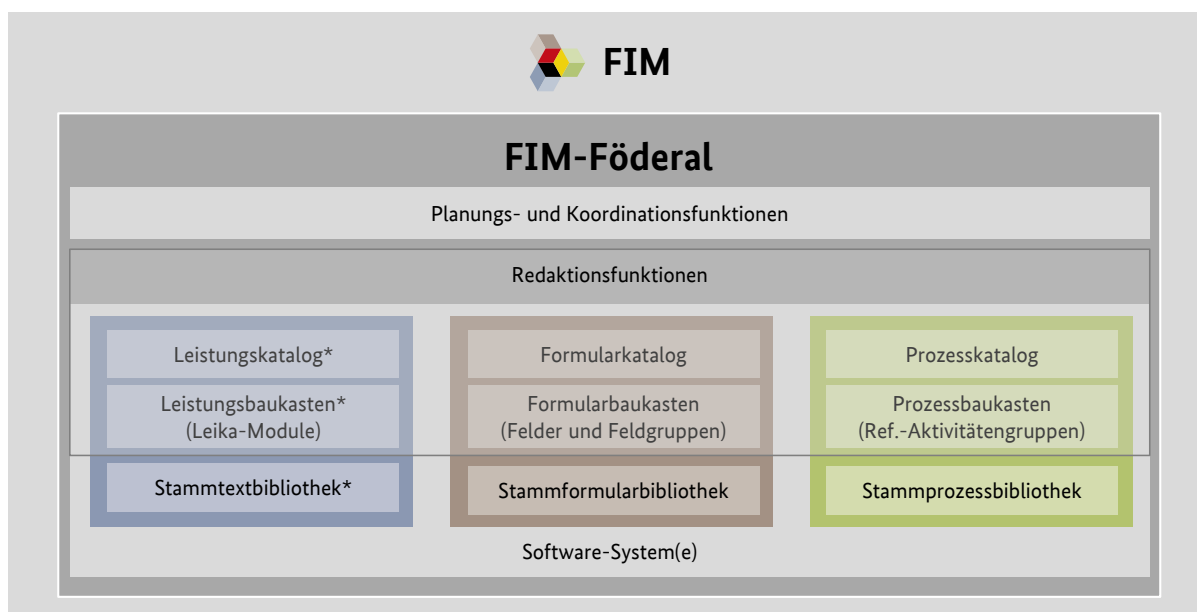 FIM
FIM-Föderal
Planungs- und Koordinationsfunktionen
Redaktionsfunktionen
Leistungskatalog*
Formularkatalog
Prozesskatalog
Leistungsbaukasten*
(Leika-Module)
Formularbaukasten
(Felder und Feldgruppen)
Prozessbaukasten
(Ref.-Aktivitätengruppen)
Stammtextbibliothek*
Stammformularbibliothek
Stammprozessbibliothek
Software-System(e)